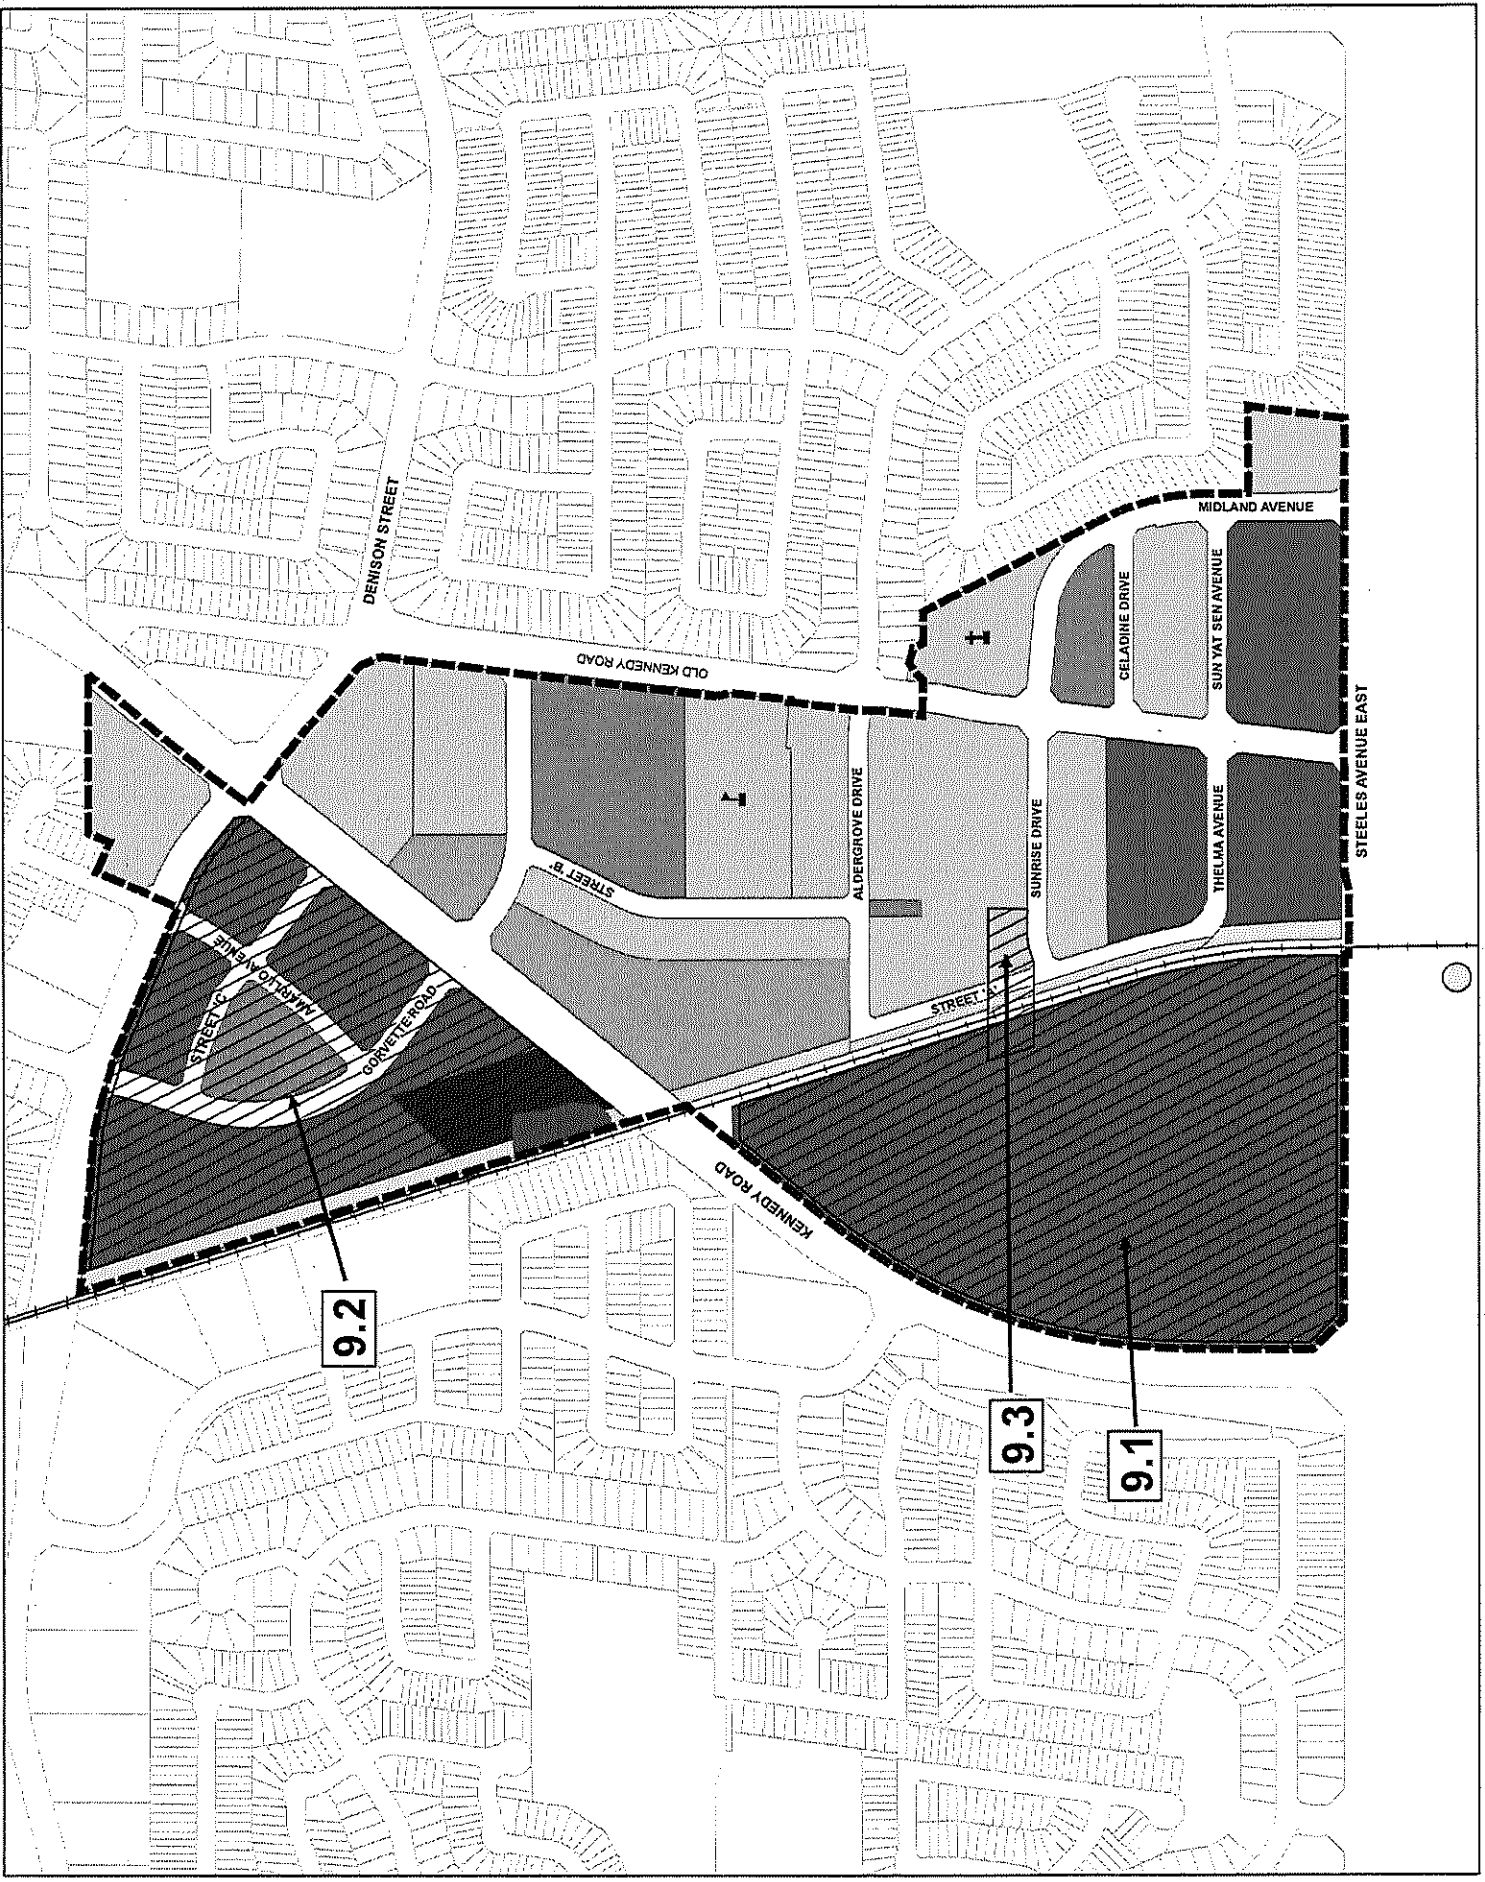 DENISON STREET
OLD KENNEDY ROAD
MIDLAND AVENUE
CELADINE DRIVE
SUN YAT SEN AVENUE
STREET 'B'
ALDERGROVE DRIVE
SUNRISE DRIVE
THELMA AVENUE
STEELES AVENUE EAST
AMARILLO AVENUE
STREET 'C'
CORVETTE ROAD
STREET 'A'
KENNEDY ROAD
9.2
9.3
9.1